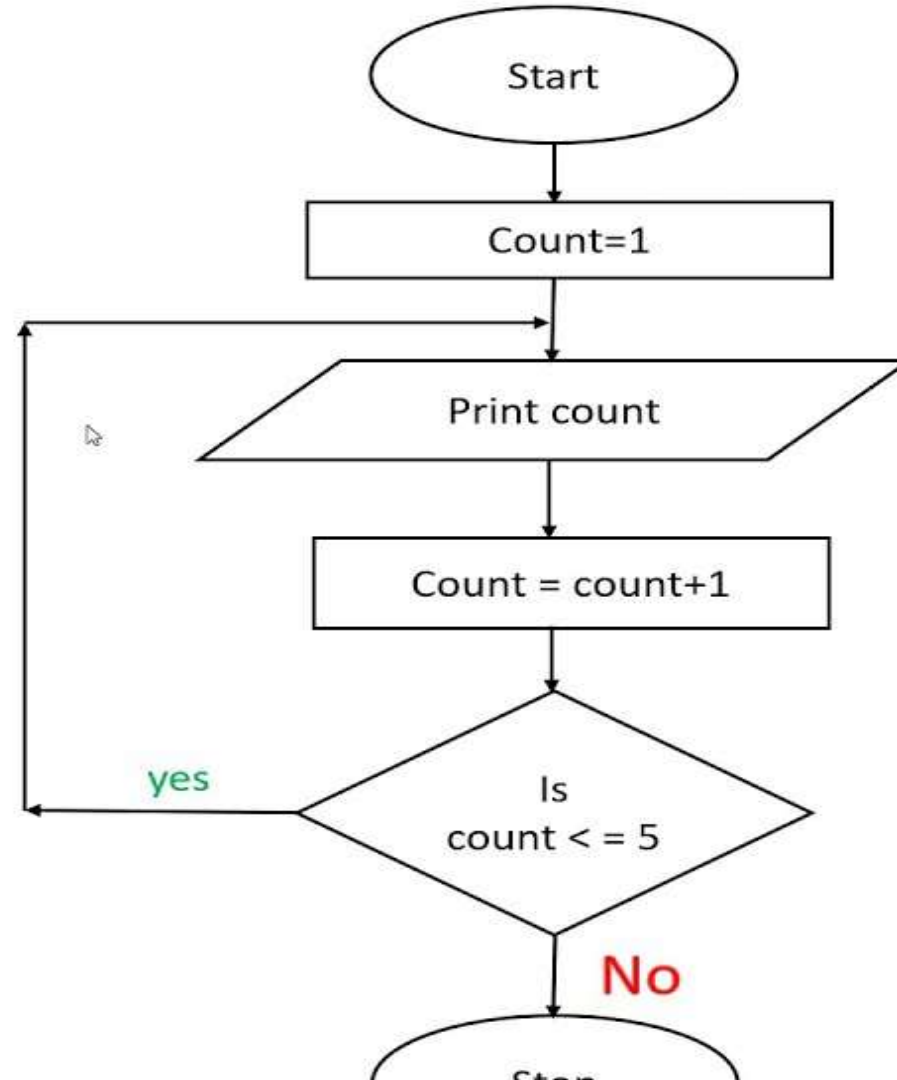 Start
Count=1
Print count
Count = count+1
yes
Is
count < = 5
No